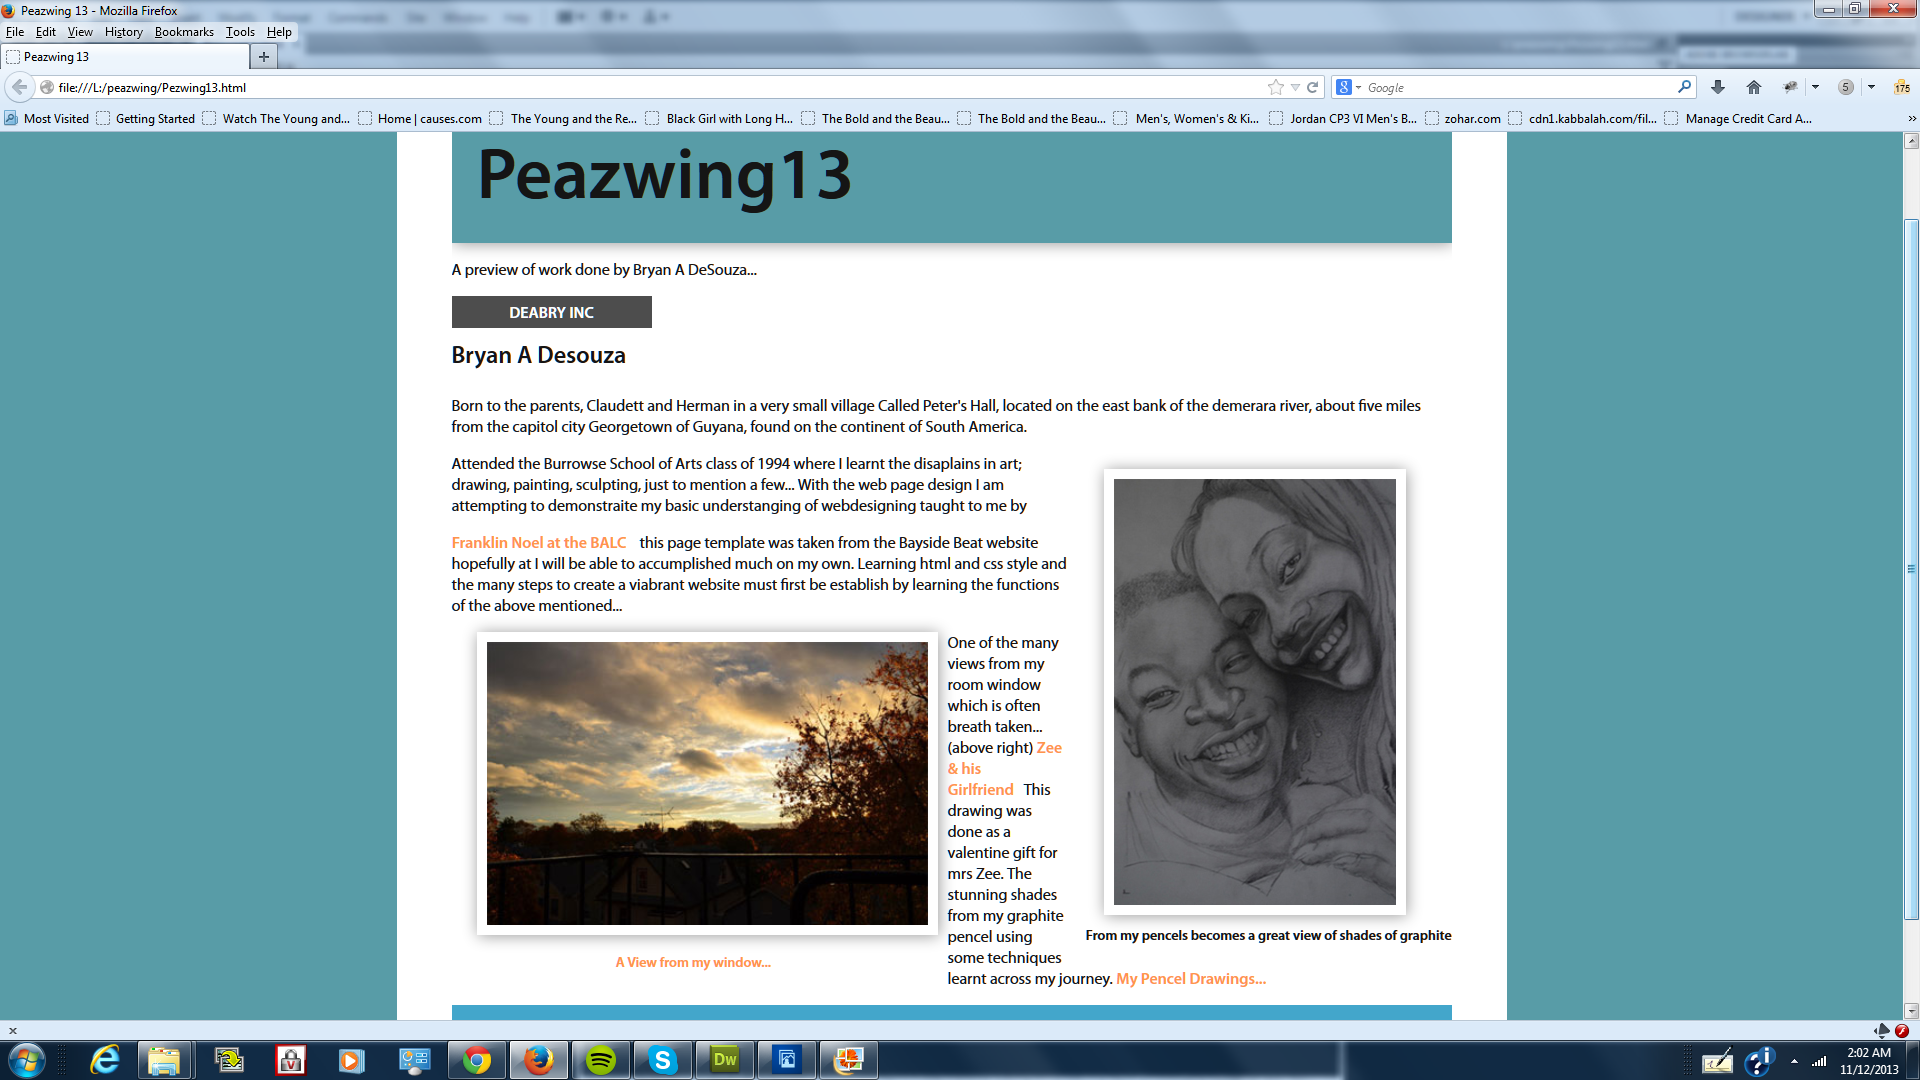 Peazwing 13 - Mozilla Firefox
File Edit View History Bookmarks Tools Help
Peazwing 13
file:///L:/peazwing/Pezwing13.html
Google
5
175
Most Visited Getting Started Watch The Young and... Home | causes.com The Young and the Re... Black Girl with Long H... The Bold and the Beau... The Bold and the Beau... Men's, Women's & Ki... Jordan CP3 VI Men's B... zohar.com cdn1.kabbalah.com/fil... Manage Credit Card A... »
Peazwing13
A preview of work done by Bryan A DeSouza...
DEABRY INC
Bryan A Desouza
Born to the parents, Claudett and Herman in a very small village Called Peter's Hall, located on the east bank of the demerara river, about five miles
from the capitol city Georgetown of Guyana, found on the continent of South America.
Attended the Burrowse School of Arts class of 1994 where I learnt the disaplains in art;
drawing, painting, sculpting, just to mention a few... With the web page design I am
attempting to demonstraite my basic understanging of webdesigning taught to me by
Franklin Noel at the BALC this page template was taken from the Bayside Beat website
hopefully at I will be able to accomplished much on my own. Learning html and css style and
the many steps to create a viabrant website must first be establish by learning the functions
of the above mentioned...
One of the many
views from my
room window
which is often
breath taken...
(above right) Zee
& his
Girlfriend This
drawing was
done as a
valentine gift for
mrs Zee. The
stunning shades
from my graphite
pencel using
some techniques
learnt across my journey. My Pencel Drawings...
A View from my window...
From my pencels becomes a great view of shades of graphite
Dw
2:02 AM
11/12/2013